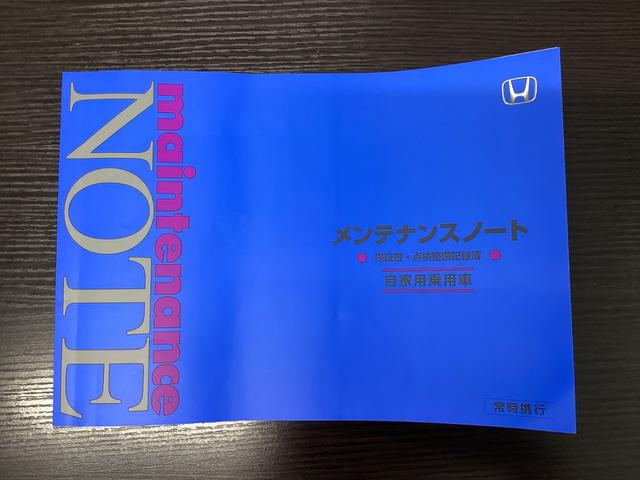 maintenance
NOTE
メンテナンスノート
保証書・点検整備記録簿
自家用乗用車
常時携行